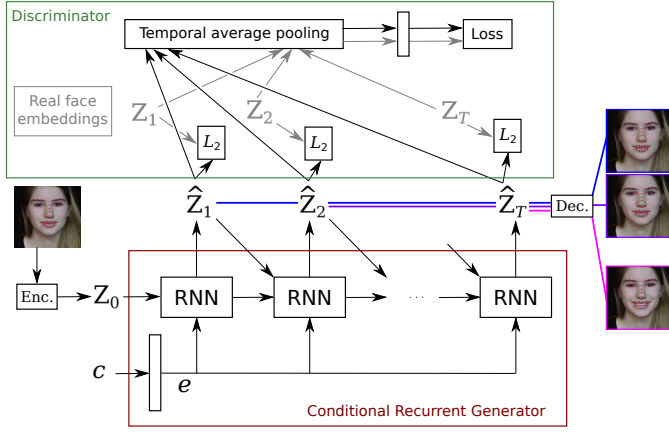 Discriminator
Temporal average pooling
Loss
Real face
embeddings
Z1
Z2
ZT
L2
L2
L2
Ẑ1
Ẑ2
ẐT
Dec.
Enc.
Z0
RNN
RNN
...
RNN
c
e
Conditional Recurrent Generator